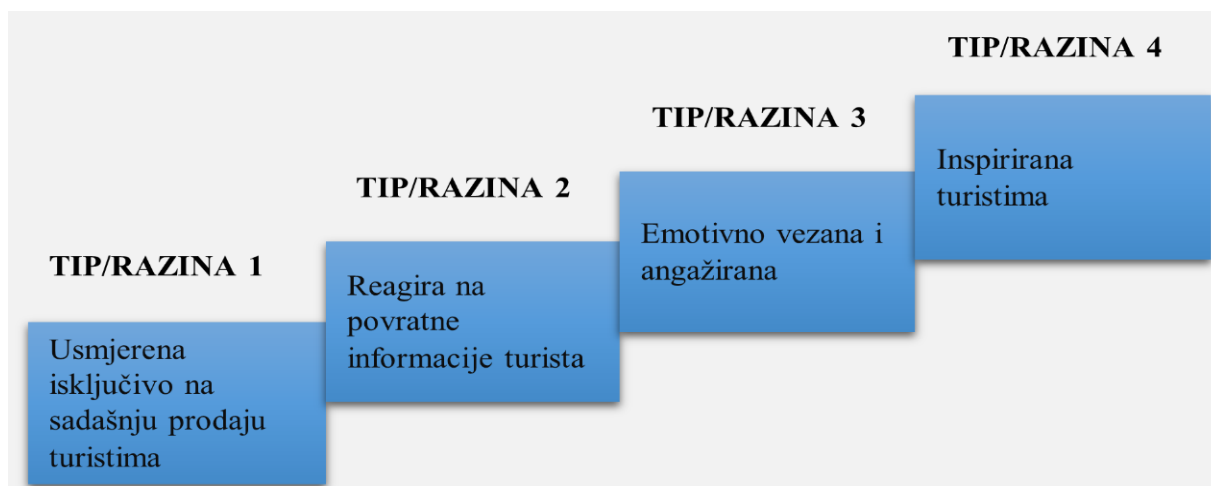 TIP/RAZINA 1
Usmjerena
isključivo na
sadašnju prodaju
turistima
TIP/RAZINA 2
Reagira na
povratne
informacije turista
TIP/RAZINA 3
Emotivno vezana i
angažirana
TIP/RAZINA 4
Inspirirana
turistima